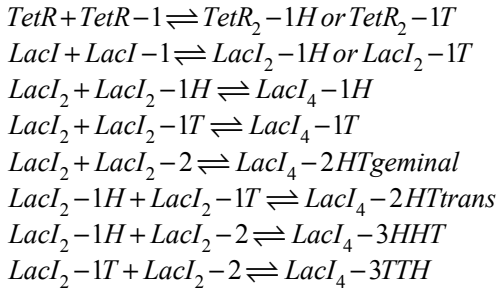 TetR + TetR − 1 ⇌ TetR₂ − 1H or TetR₂ − 1T
LacI + LacI − 1 ⇌ LacI₂ − 1H or LacI₂ − 1T
LacI₂ + LacI₂ − 1H ⇌ LacI₄ − 1H
LacI₂ + LacI₂ − 1T ⇌ LacI₄ − 1T
LacI₂ + LacI₂ − 2 ⇌ LacI₄ − 2HTgeminal
LacI₂ − 1H + LacI₂ − 1T ⇌ LacI₄ − 2HTtrans
LacI₂ − 1H + LacI₂ − 2 ⇌ LacI₄ − 3HHT
LacI₂ − 1T + LacI₂ − 2 ⇌ LacI₄ − 3TTH